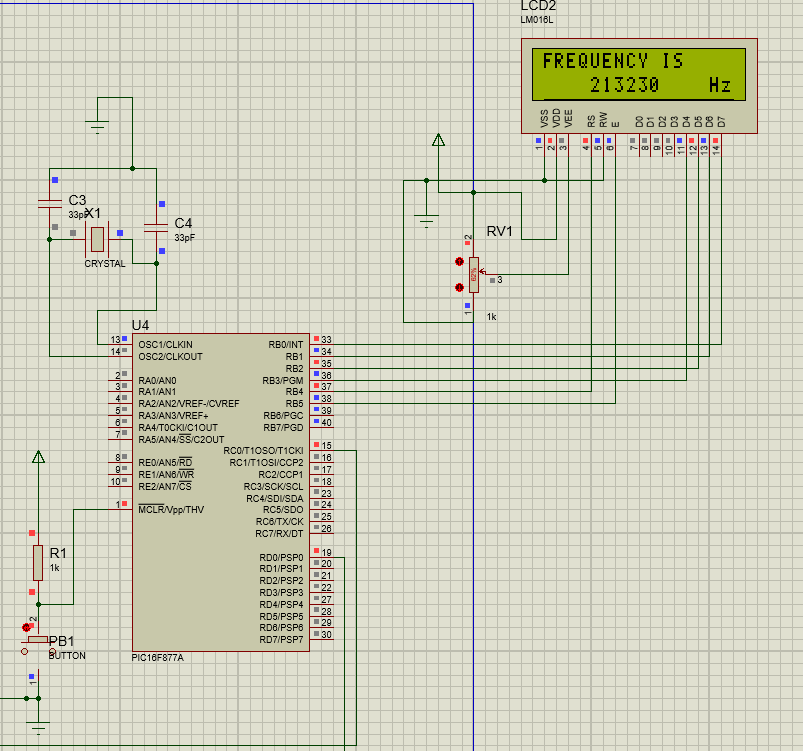 LCD2
LM016L
FREQUENCY IS
213230 Hz
VSS
VDD
VEE
RS
RW
E
D0
D1
D2
D3
D4
D5
D6
D7
1
2
3
4
5
6
7
8
9
10
11
12
13
14
C3
33pF
X1
CRYSTAL
C4
33pF
RV1
2
62%
3
1
1k
U4
13 OSC1/CLKIN
14 OSC2/CLKOUT
2 RA0/AN0
3 RA1/AN1
4 RA2/AN2/VREF-/CVREF
5 RA3/AN3/VREF+
6 RA4/T0CKI/C1OUT
7 RA5/AN4/SS/C2OUT
8 RE0/AN5/RD
9 RE1/AN6/WR
10 RE2/AN7/CS
1 MCLR/Vpp/THV
RB0/INT 33
RB1 34
RB2 35
RB3/PGM 36
RB4 37
RB5 38
RB6/PGC 39
RB7/PGD 40
RC0/T1OSO/T1CKI 15
RC1/T1OSI/CCP2 16
RC2/CCP1 17
RC3/SCK/SCL 18
RC4/SDI/SDA 23
RC5/SDO 24
RC6/TX/CK 25
RC7/RX/DT 26
RD0/PSP0 19
RD1/PSP1 20
RD2/PSP2 21
RD3/PSP3 22
RD4/PSP4 27
RD5/PSP5 28
RD6/PSP6 29
RD7/PSP7 30
PIC16F877A
R1
1k
2
PB1
BUTTON
1